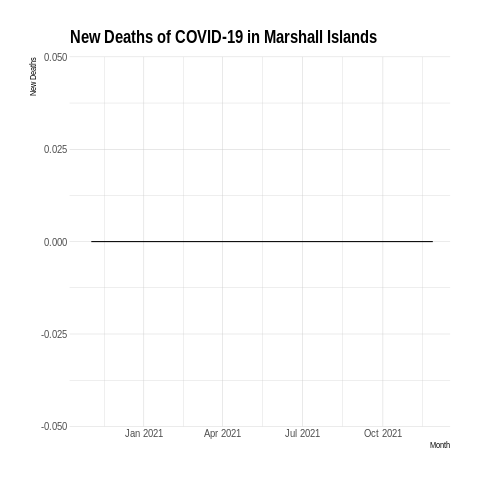 New Deaths of COVID-19 in Marshall Islands
New Deaths
0.050
0.025
0.000
-0.025
-0.050
Jan 2021 Apr 2021 Jul 2021 Oct 2021
Month